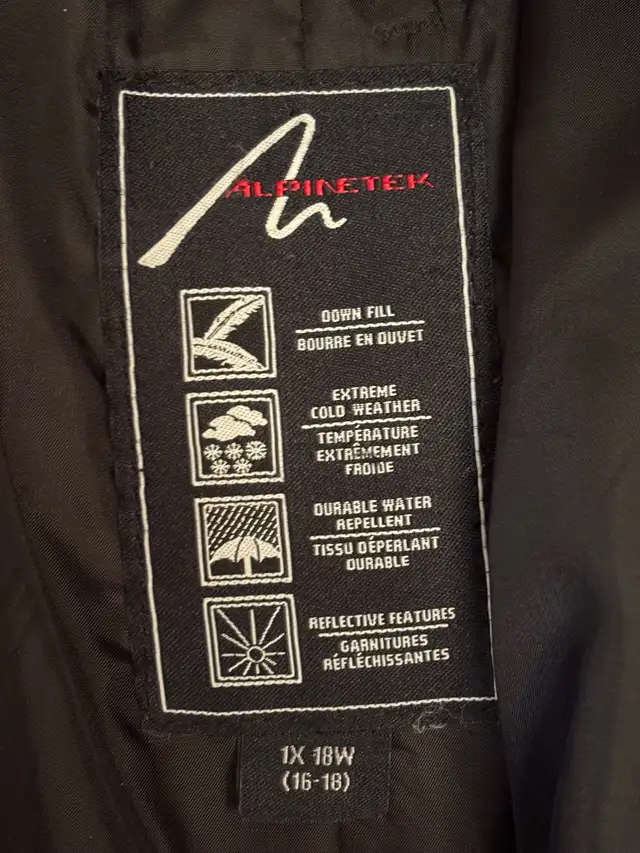 ALPINETEK
DOWN FILL
BOURRE EN DUVET
EXTREME
COLD WEATHER
TEMPÉRATURE
EXTRÊMEMENT
FROIDE
DURABLE WATER
REPELLENT
TISSU DÉPERLANT
DURABLE
REFLECTIVE FEATURES
GARNITURES
RÉFLÉCHISSANTES
1X 18W
(16-18)